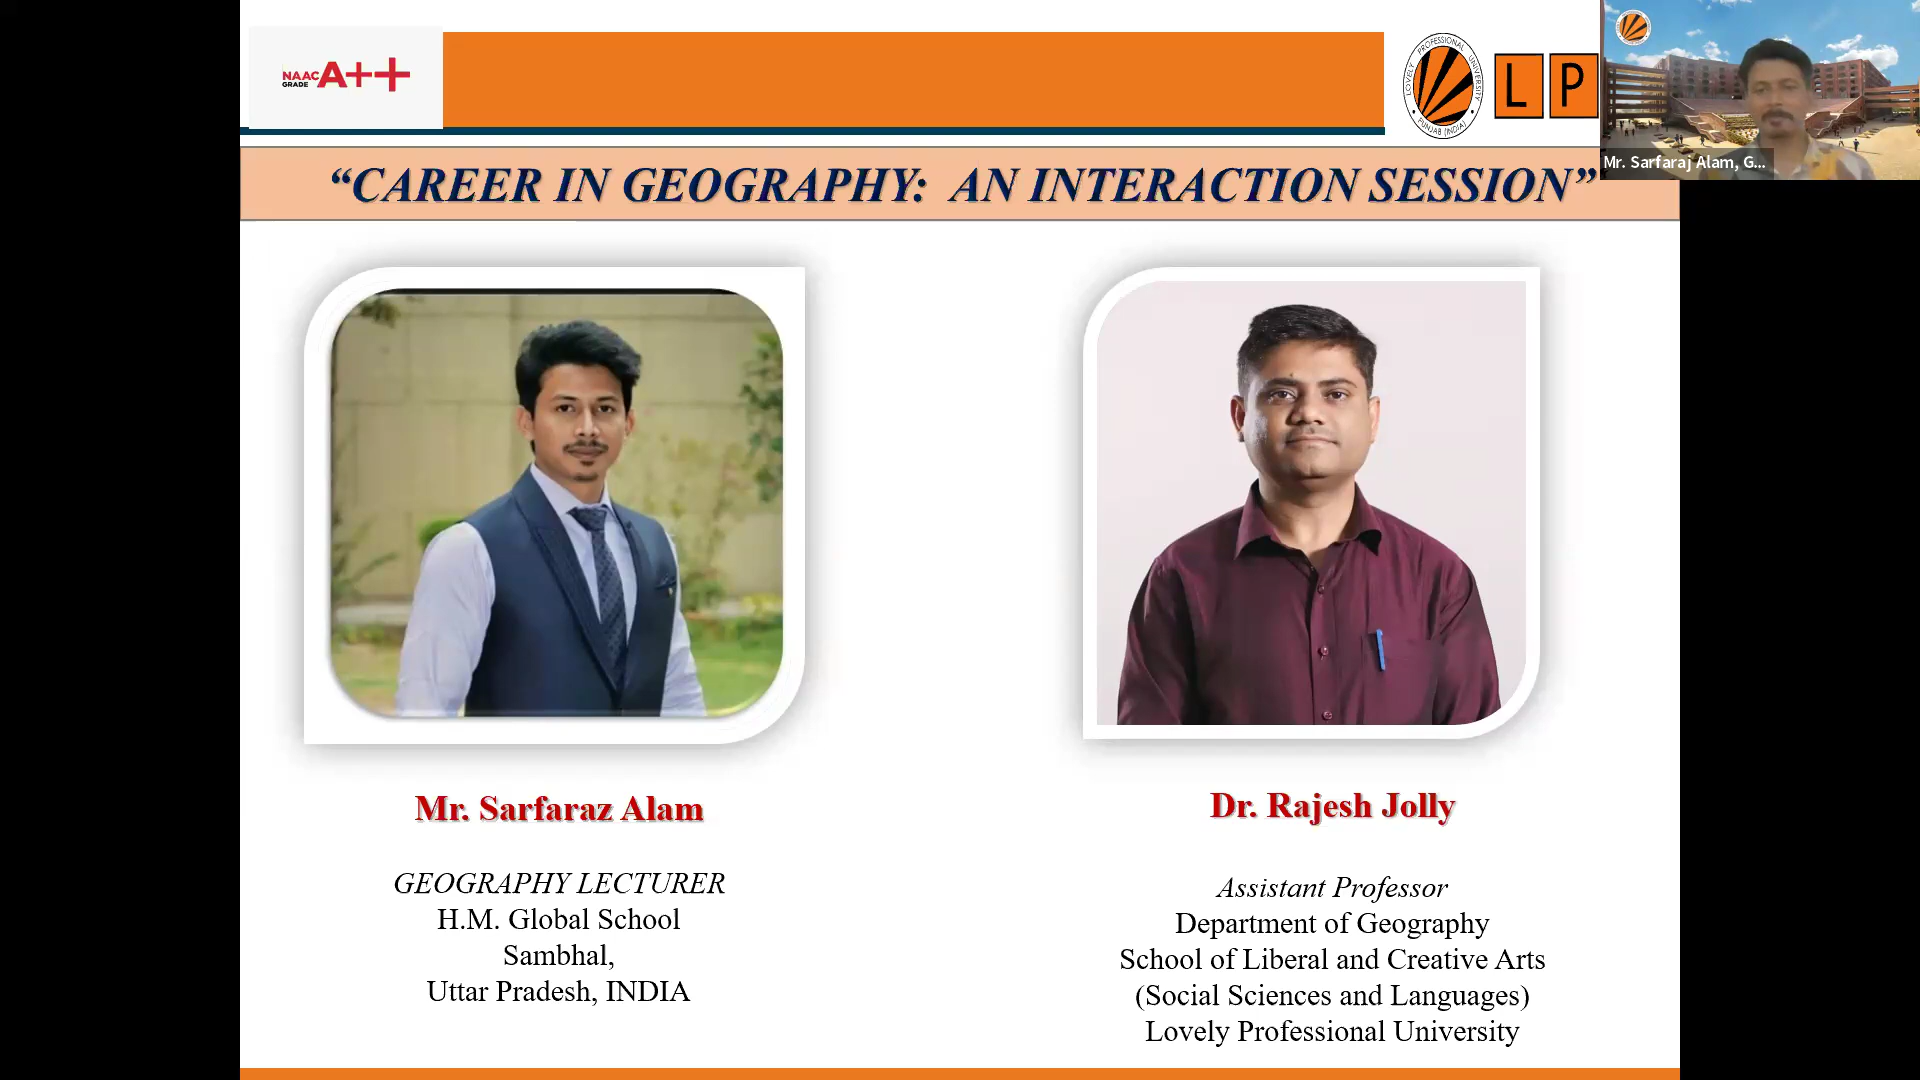 NAAC
GRADE
A++
LOVELY PROFESSIONAL UNIVERSITY
PUNJAB (INDIA)
L P
Mr. Sarfaraj Alam, G...
“CAREER IN GEOGRAPHY: AN INTERACTION SESSION”
Mr. Sarfaraz Alam
GEOGRAPHY LECTURER
H.M. Global School
Sambhal,
Uttar Pradesh, INDIA
Dr. Rajesh Jolly
Assistant Professor
Department of Geography
School of Liberal and Creative Arts
(Social Sciences and Languages)
Lovely Professional University